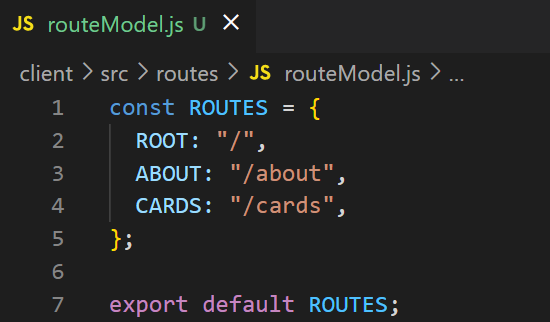 JS routeModel.js U ×
client > src > routes > JS routeModel.js > ...
1 const ROUTES = {
2 ROOT: "/",
3 ABOUT: "/about",
4 CARDS: "/cards",
5 };
6
7 export default ROUTES;